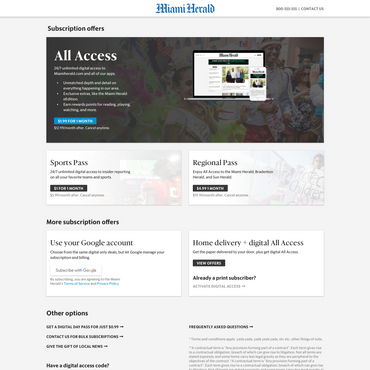 Miami Herald
800-315-1111 | CONTACT US
Subscription offers
All Access
24/7 unlimited digital access to
Miamiherald.com and all of our apps.
Unmatched depth and detail on
everything happening in our area.
Exclusive extras, like the Miami Herald
eEdition.
Earn rewards points for reading, playing,
watching, and more.
$1.99 FOR 1 MONTH
$12.99/month after. Cancel anytime.
Sports Pass
24/7 unlimited digital access to insider reporting
on all your favorite teams and sports.
$1 FOR 1 MONTH
month after. Cancel anytime.
Regional Pass
Enjoy All Access to the Miami Herald, Bradenton
Herald, and Sun Herald.
$4.99 1 MONTH
month after. Cancel anytime.
More subscription offers
Use your Google account
Choose from the same digital only deals, but let Google manage your
subscription and billing.
Subscribe with Google
By subscribing, you are agreeing to the Miami
Herald's Terms of Service and Privacy Policy.
Home delivery + digital All Access
Get the paper delivered to your door, plus get digital All Access.
VIEW OFFERS
Already a print subscriber?
ACTIVATE DIGITAL ACCESS
Other options
GET A DIGITAL DAY PASS FOR JUST $0.99
CONTACT US FOR BULK SUBSCRIPTIONS
GIVE THE GIFT OF LOCAL NEWS
Have a digital access code?
FREQUENTLY ASKED QUESTIONS